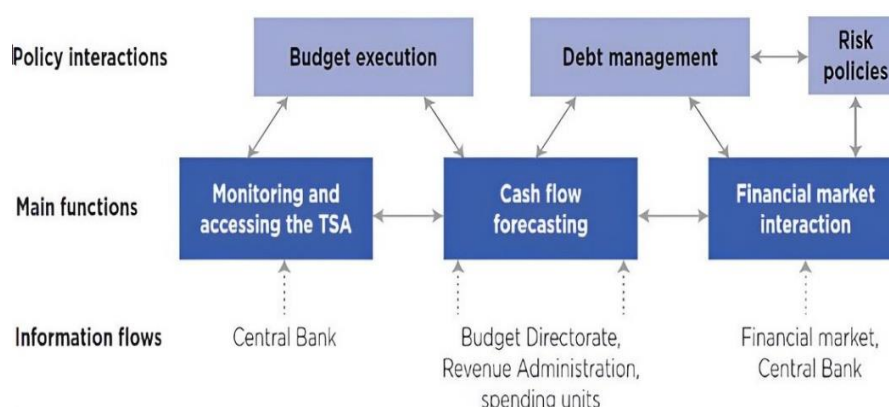 Policy interactions
Budget execution
Debt management
Risk
policies
Main functions
Monitoring and
accessing the TSA
Cash flow
forecasting
Financial market
interaction
Information flows
Central Bank
Budget Directorate,
Revenue Administration,
spending units
Financial market,
Central Bank